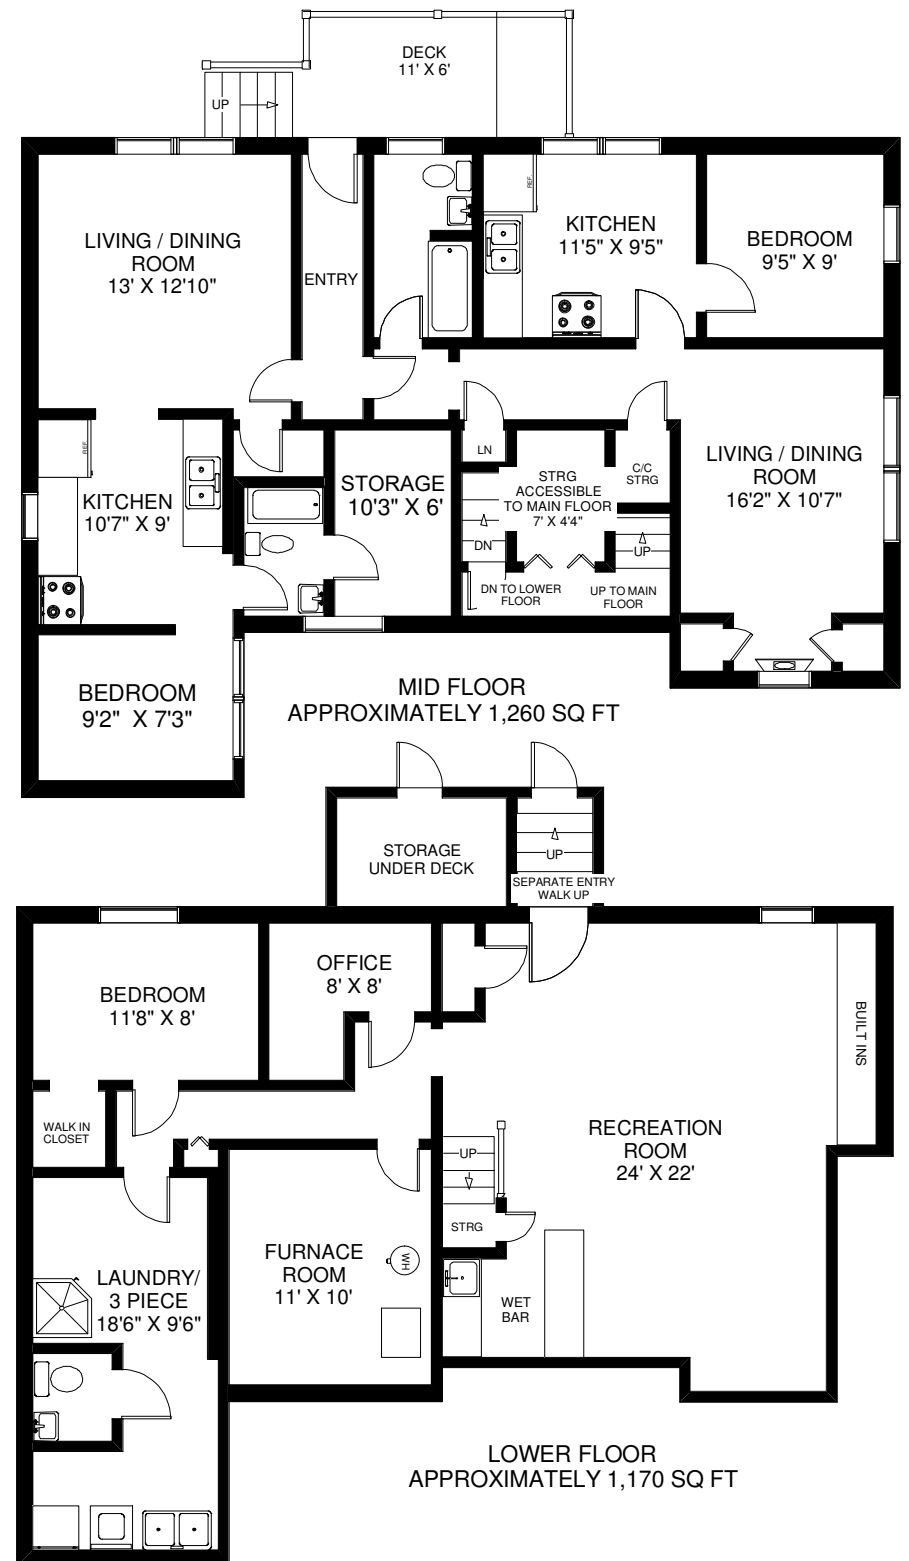 DECK
11' X 6'
UP
LIVING / DINING
ROOM
13' X 12'10"
ENTRY
REF.
KITCHEN
11'5" X 9'5"
BEDROOM
9'5" X 9'
REF.
KITCHEN
10'7" X 9'
STORAGE
10'3" X 6'
LN
STRG
ACCESSIBLE
TO MAIN FLOOR
7' X 4'4"
C/C
STRG
DN
UP
DN TO LOWER
FLOOR
UP TO MAIN
FLOOR
LIVING / DINING
ROOM
16'2" X 10'7"
BEDROOM
9'2" X 7'3"
MID FLOOR
APPROXIMATELY 1,260 SQ FT
STORAGE
UNDER DECK
UP
SEPARATE ENTRY
WALK UP
BEDROOM
11'8" X 8'
OFFICE
8' X 8'
BUILT INS
WALK IN
CLOSET
RECREATION
ROOM
24' X 22'
UP
STRG
FURNACE
ROOM
11' X 10'
WH
LAUNDRY/
3 PIECE
18'6" X 9'6"
WET
BAR
LOWER FLOOR
APPROXIMATELY 1,170 SQ FT